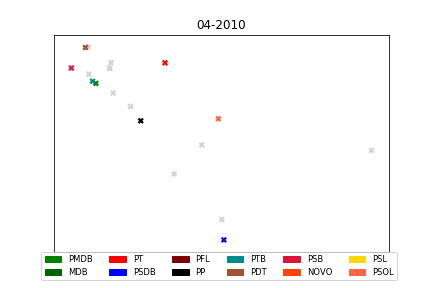 04-2010
PMDB PT PFL PTB PSB PSL
MDB PSDB PP PDT NOVO PSOL